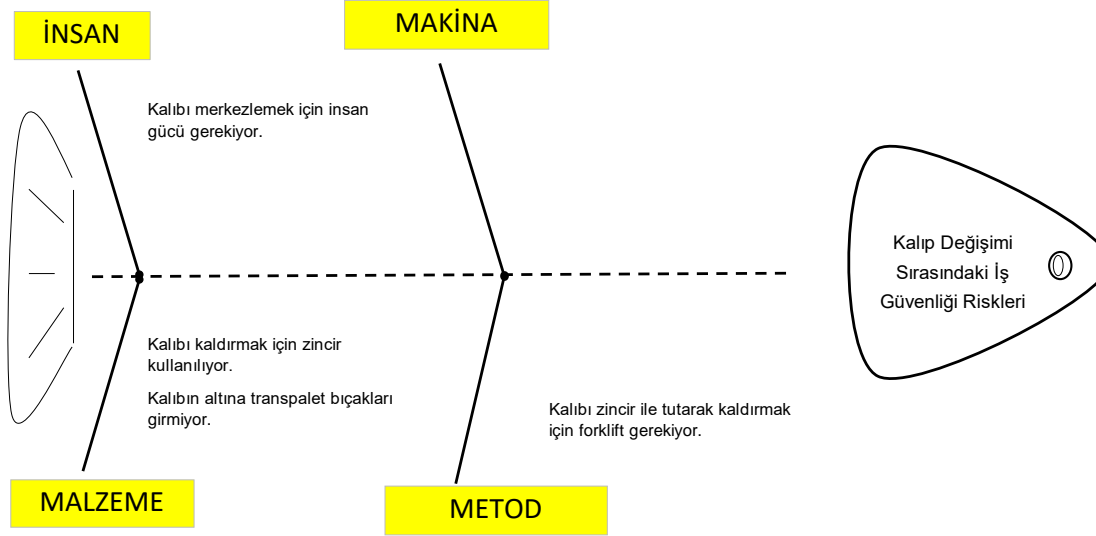 İNSAN
MAKİNA
Kalıbı merkezlemek için insan
gücü gerekiyor.
Kalıp Değişimi
Sırasındaki İş
Güvenliği Riskleri
Kalıbı kaldırmak için zincir
kullanılıyor.
Kalıbın altına transpalet bıçakları
girmiyor.
Kalıbı zincir ile tutarak kaldırmak
için forklift gerekiyor.
MALZEME
METOD